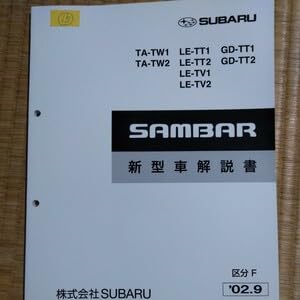 SUBARU
TA-TW1 LE-TT1 GD-TT1
TA-TW2 LE-TT2 GD-TT2
LE-TV1
LE-TV2
SAMBAR
新型車解説書
区分 F
株式会社SUBARU '02.9